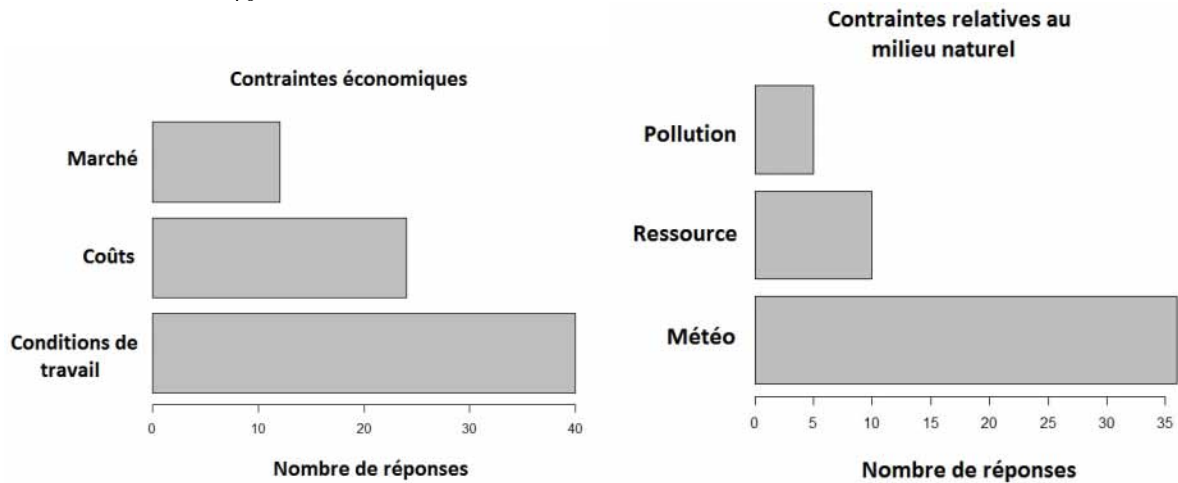 Contraintes économiques
Marché
Coûts
Conditions de
travail
0 10 20 30 40
Nombre de réponses
Contraintes relatives au
milieu naturel
Pollution
Ressource
Météo
0 5 10 15 20 25 30 35
Nombre de réponses